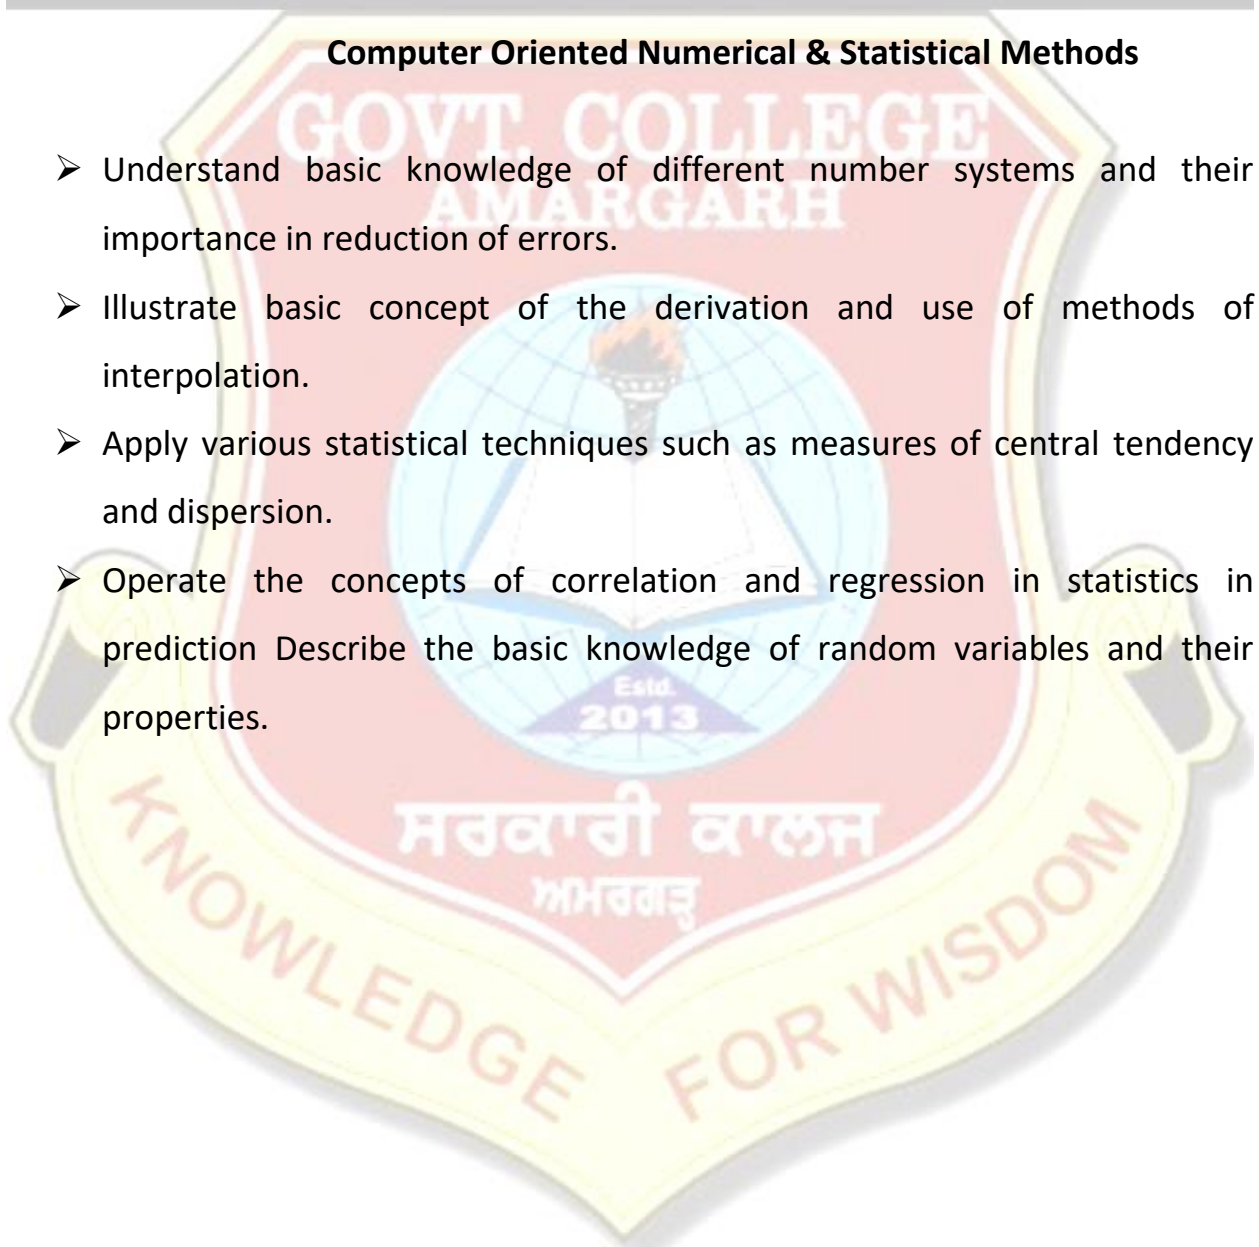 Computer Oriented Numerical & Statistical Methods
GOVT. COLLEGE
AMARGARH
➢ Understand basic knowledge of different number systems and their
importance in reduction of errors.
➢ Illustrate basic concept of the derivation and use of methods of
interpolation.
➢ Apply various statistical techniques such as measures of central tendency
and dispersion.
➢ Operate the concepts of correlation and regression in statistics in
prediction Describe the basic knowledge of random variables and their
properties.
Estd.
2013
ਸਰਕਾਰੀ ਕਾਲਜ
ਅਮਰਗੜ੍ਹ
KNOWLEDGE FOR WISDOM